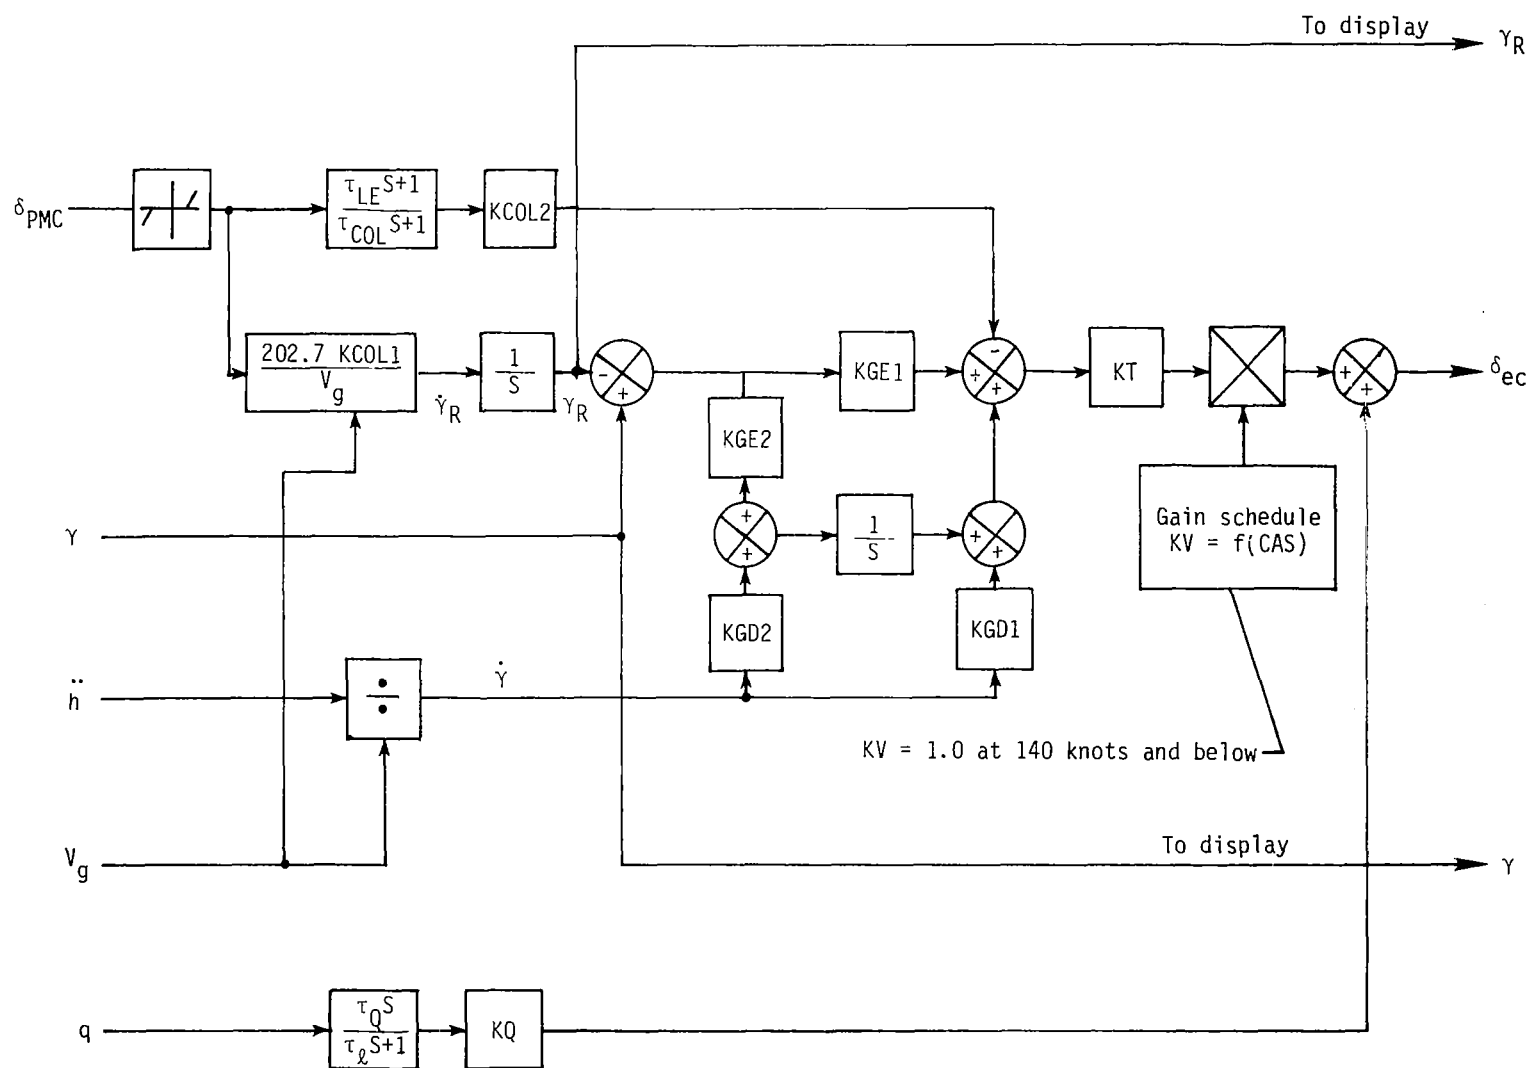 To display
γR
δPMC
τLES+1
τCOLS+1
KCOL2
-
202.7 KCOL1
Vg
γ̇R
1
S
γR
-
+
KGE1
-
+
+
KT
+
+
δec
KGE2
γ
+
+
1
S
+
+
Gain schedule
KV = f(CAS)
KGD2
KGD1
ḧ
÷
γ̇
KV = 1.0 at 140 knots and below
Vg
To display
γ
q
τQS
τℓS+1
KQ